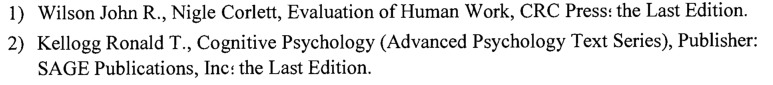 1) Wilson John R., Nigle Corlett, Evaluation of Human Work, CRC Press: the Last Edition.
2) Kellogg Ronald T., Cognitive Psychology (Advanced Psychology Text Series), Publisher:
SAGE Publications, Inc: the Last Edition.